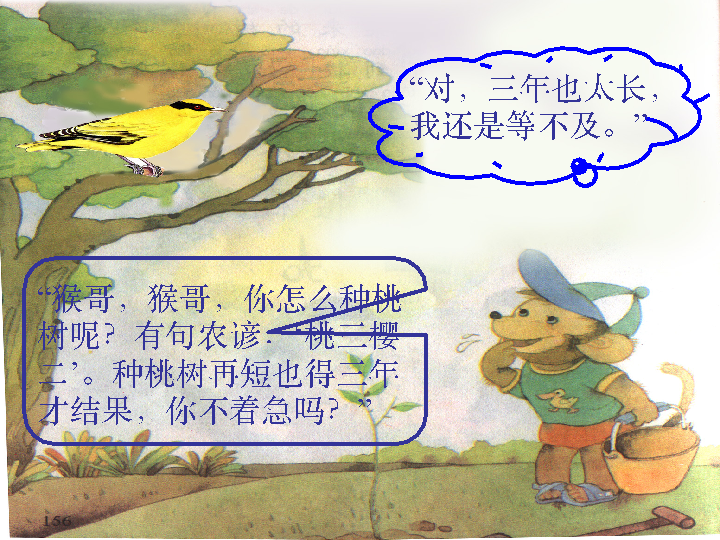 “对，三年也太长，
我还是等不及。”
“猴哥，猴哥，你怎么种桃
树呢？有句农谚：‘桃三樱
二’。种桃树再短也得三年
才结果，你不着急吗？”
156